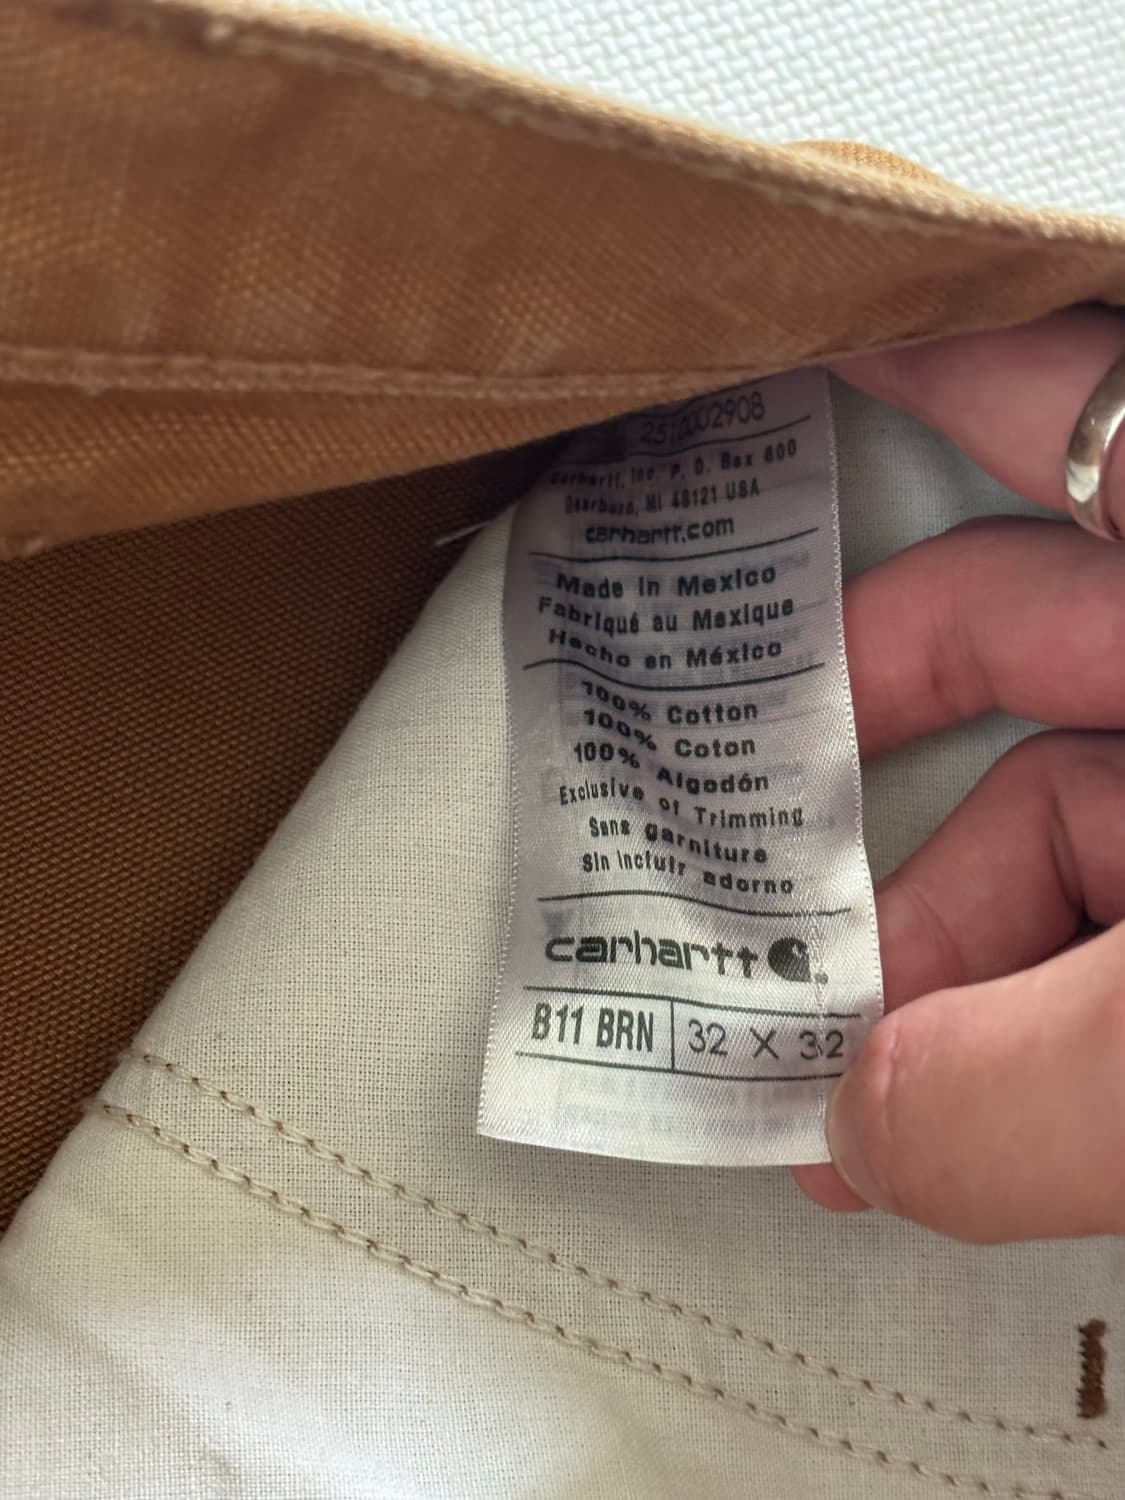 Carhartt, Inc. P. O. Box 600
Dearborn, MI 48121 USA
carhartt.com
Made in Mexico
Fabriqué au Mexique
Hecho en México
100% Cotton
100% Coton
100% Algodón
Exclusive of Trimming
Sans garniture
Sin incluir adorno
carhartt
B11 BRN 32 X 32